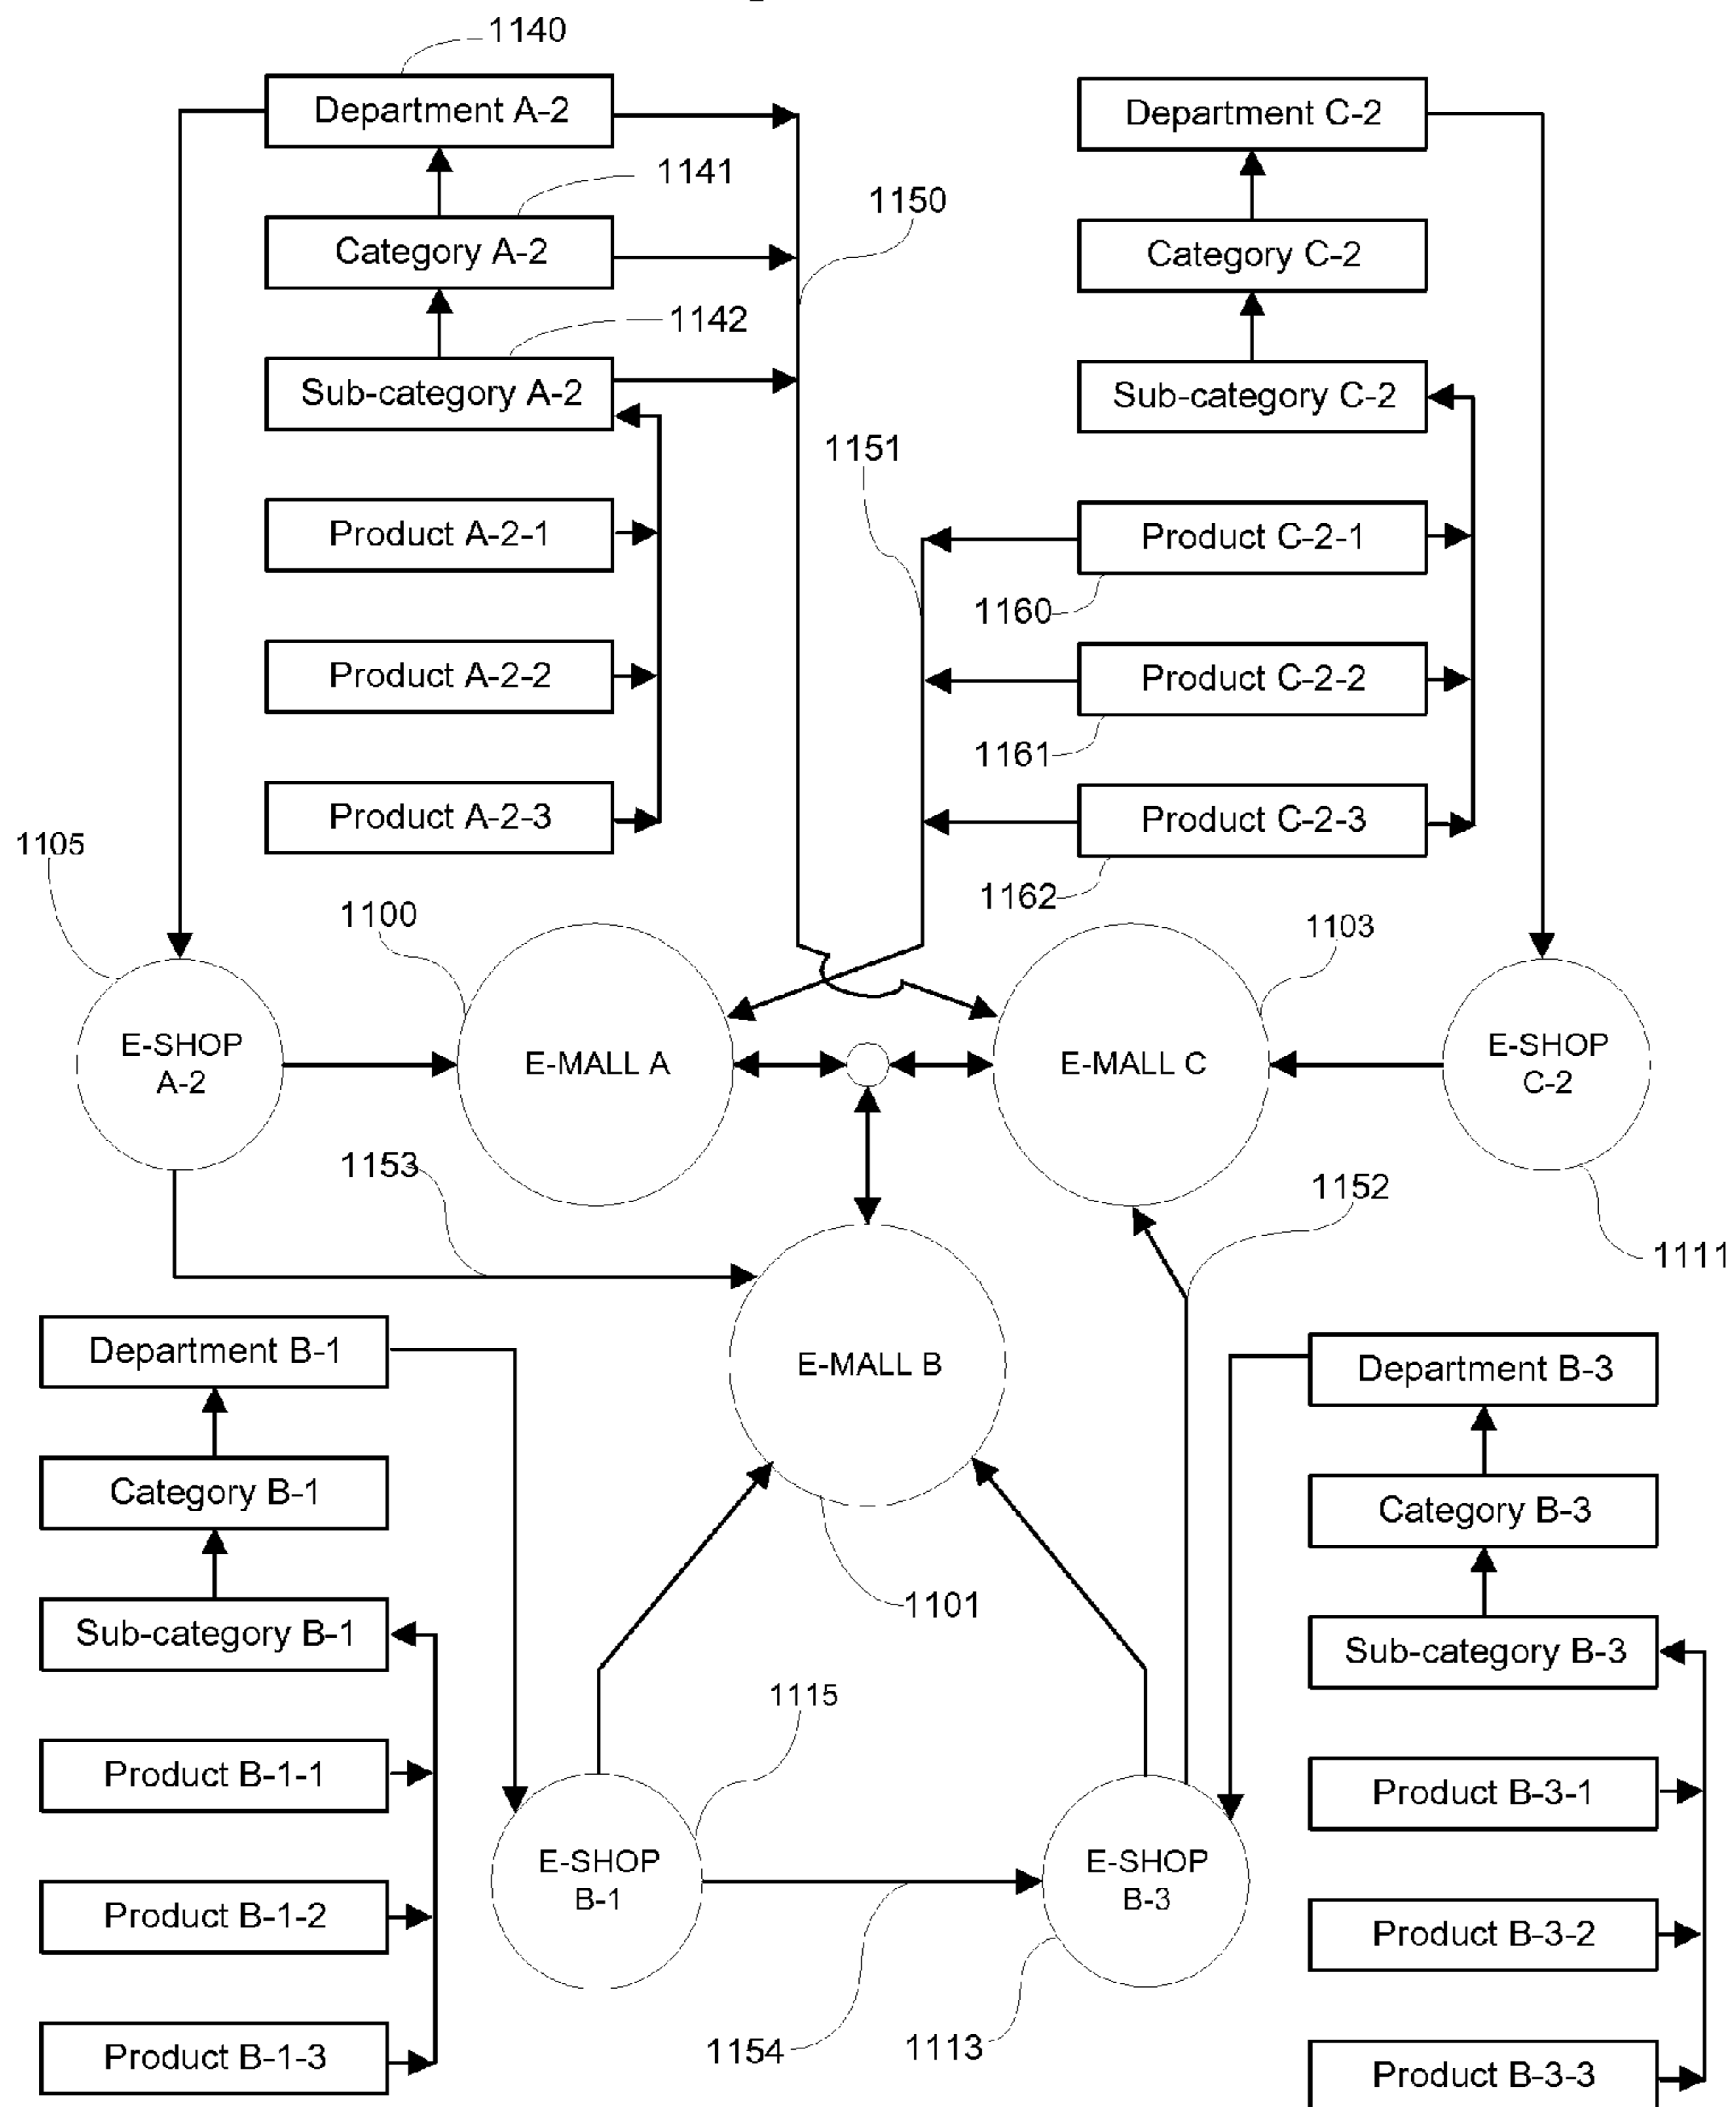 1140
Department A-2
Department C-2
1141
1150
Category A-2
Category C-2
1142
Sub-category A-2
Sub-category C-2
1151
Product A-2-1
Product C-2-1
1160
Product A-2-2
Product C-2-2
1161
Product A-2-3
Product C-2-3
1105
1162
1100
1103
E-SHOP
A-2
E-MALL A
E-MALL C
E-SHOP
C-2
1153
1152
1111
Department B-1
E-MALL B
Department B-3
Category B-1
Category B-3
1101
Sub-category B-1
Sub-category B-3
1115
Product B-1-1
Product B-3-1
E-SHOP
B-1
E-SHOP
B-3
Product B-1-2
Product B-3-2
1154
1113
Product B-1-3
Product B-3-3